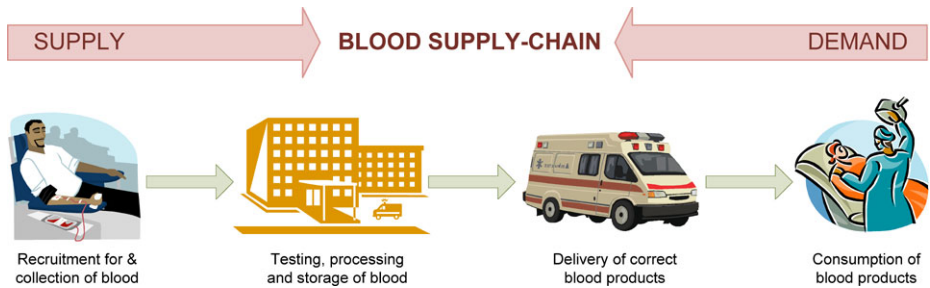 SUPPLY
BLOOD SUPPLY-CHAIN
DEMAND
Recruitment for &
collection of blood
Testing, processing
and storage of blood
Delivery of correct
blood products
Consumption of
blood products